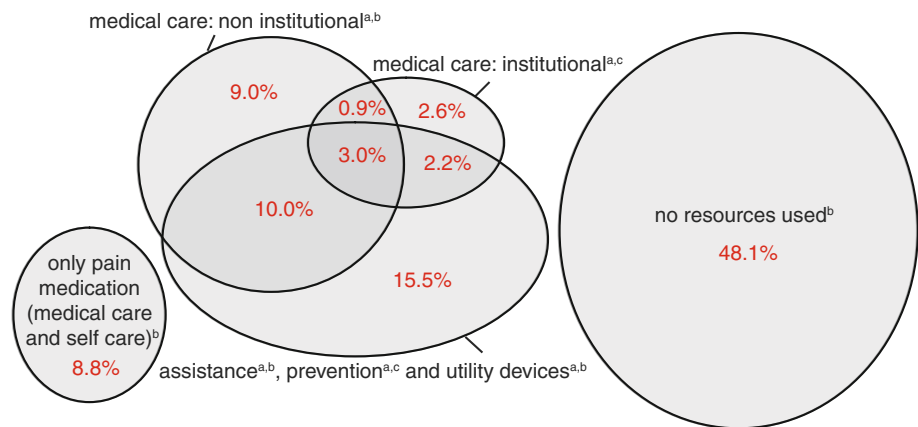 medical care: non institutionalᵃ,ᵇ
medical care: institutionalᵃ,ᶜ
9.0%
0.9%
2.6%
3.0%
2.2%
10.0%
15.5%
no resources usedᵇ
48.1%
only pain
medication
(medical care
and self care)ᵇ
8.8%
assistanceᵃ,ᵇ, preventionᵃ,ᶜ and utility devicesᵃ,ᵇ